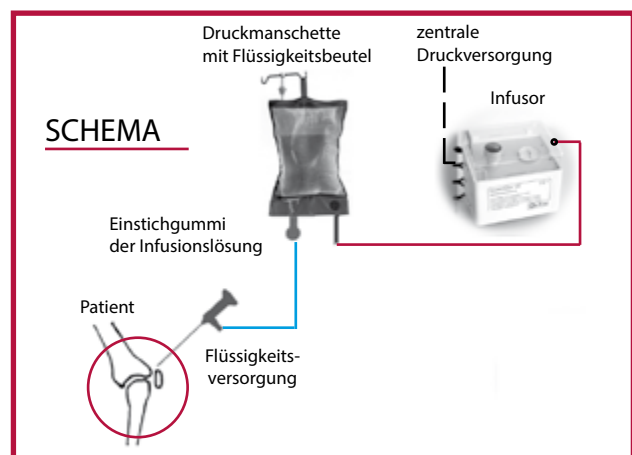 Druckmanschette
mit Flüssigkeitsbeutel
zentrale
Druckversorgung
Infusor
SCHEMA
Einstichgummi
der Infusionslösung
Patient
Flüssigkeits-
versorgung